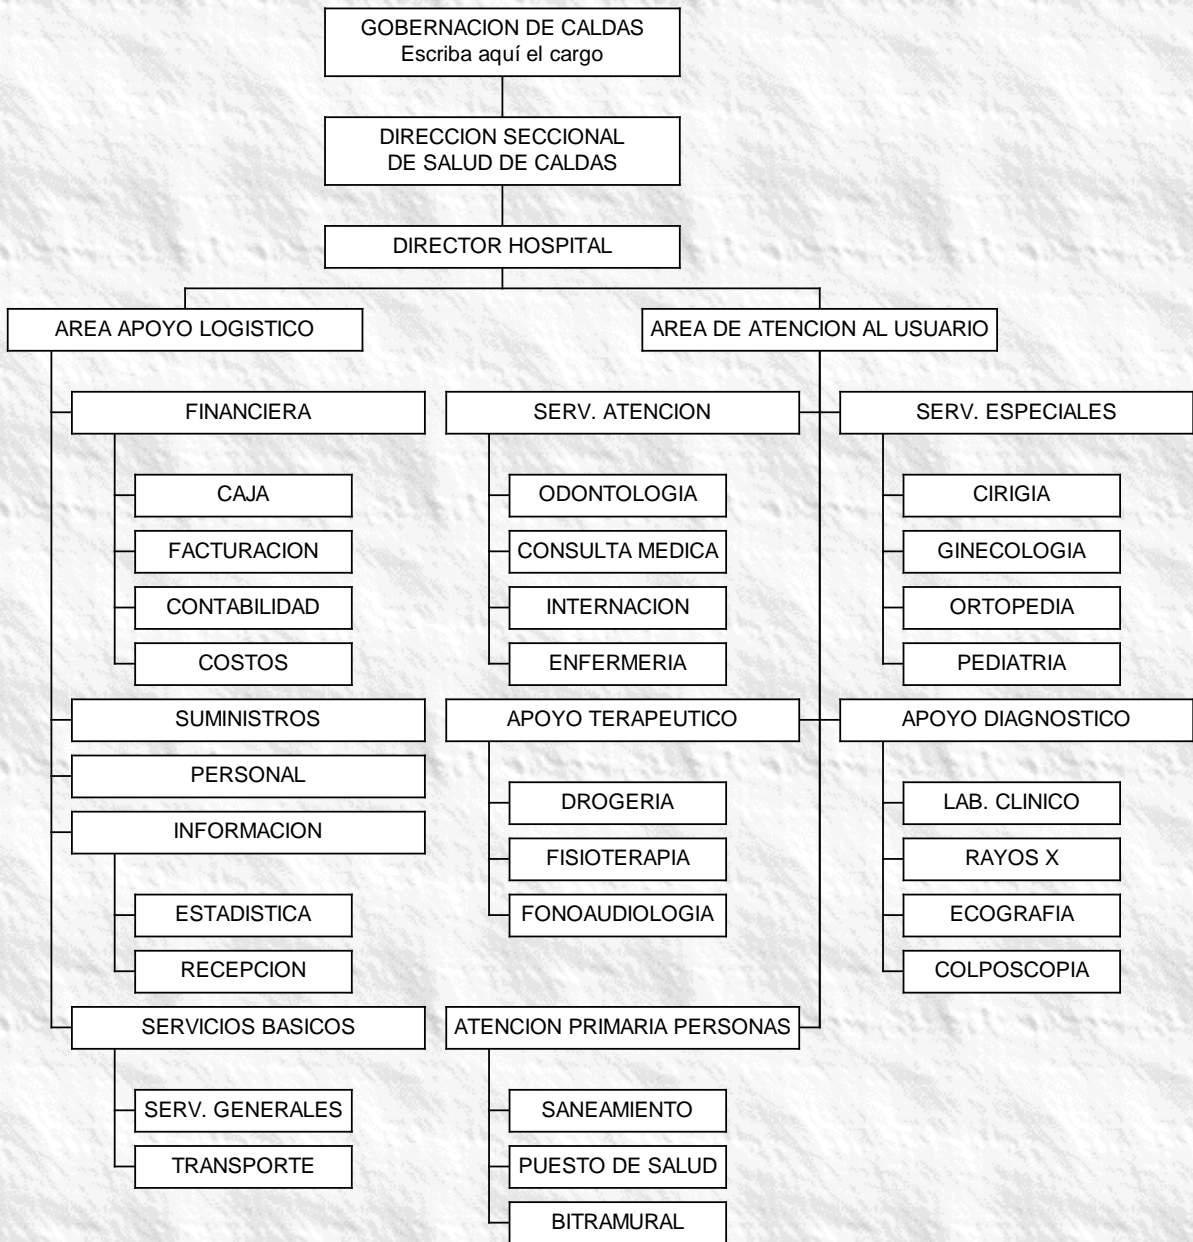 GOBERNACION DE CALDAS
Escriba aquí el cargo
DIRECCION SECCIONAL
DE SALUD DE CALDAS
DIRECTOR HOSPITAL
AREA APOYO LOGISTICO
FINANCIERA
CAJA
FACTURACION
CONTABILIDAD
COSTOS
SUMINISTROS
PERSONAL
INFORMACION
ESTADISTICA
RECEPCION
SERVICIOS BASICOS
SERV. GENERALES
TRANSPORTE
AREA DE ATENCION AL USUARIO
SERV. ATENCION
ODONTOLOGIA
CONSULTA MEDICA
INTERNACION
ENFERMERIA
APOYO TERAPEUTICO
DROGERIA
FISIOTERAPIA
FONOAUDIOLOGIA
ATENCION PRIMARIA PERSONAS
SANEAMIENTO
PUESTO DE SALUD
BITRAMURAL
SERV. ESPECIALES
CIRIGIA
GINECOLOGIA
ORTOPEDIA
PEDIATRIA
APOYO DIAGNOSTICO
LAB. CLINICO
RAYOS X
ECOGRAFIA
COLPOSCOPIA